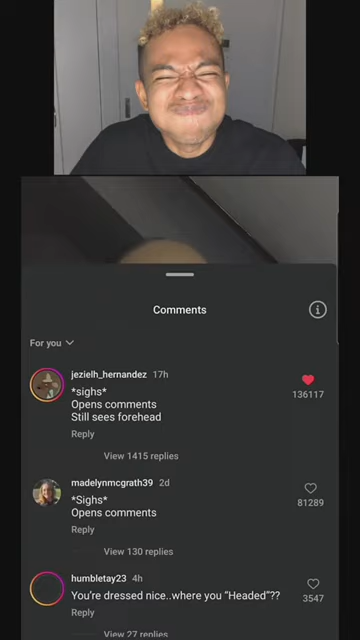 Comments
For you
jezielh_hernandez 17h
*sighs*
Opens comments
Still sees forehead
136117
Reply
View 1415 replies
madelynmcgrath39 2d
*Sighs*
Opens comments
81289
Reply
View 130 replies
humbletay23 4h
You're dressed nice..where you “Headed”??
3547
Reply
View 27 replies